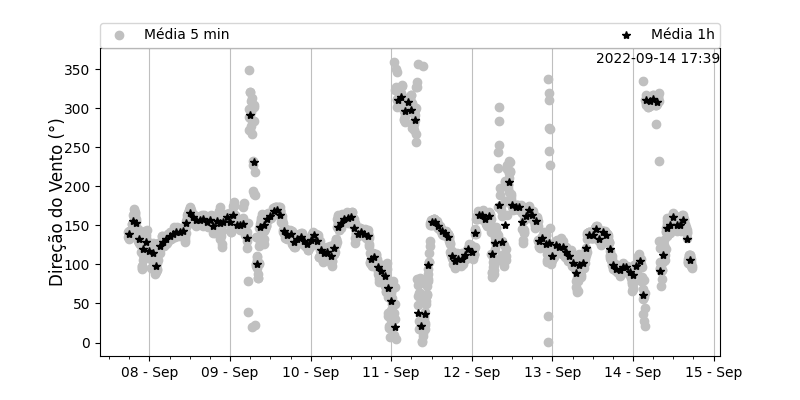 Média 5 min
Média 1h
2022-09-14 17:39
350
300
250
200
150
100
50
0
Direção do Vento (°)
08 - Sep
09 - Sep
10 - Sep
11 - Sep
12 - Sep
13 - Sep
14 - Sep
15 - Sep